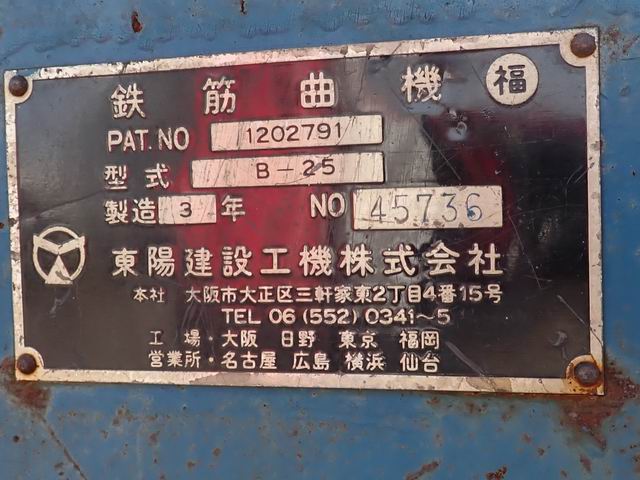 鉄筋曲機 福
PAT.NO 1202791
型式 B-25
製造 3 年 NO 45736
東陽建設工機株式会社
本社 大阪市大正区三軒家東2丁目4番15号
TEL 06 (552) 0341〜5
工場・大阪 日野 東京 福岡
営業所・名古屋 広島 横浜 仙台